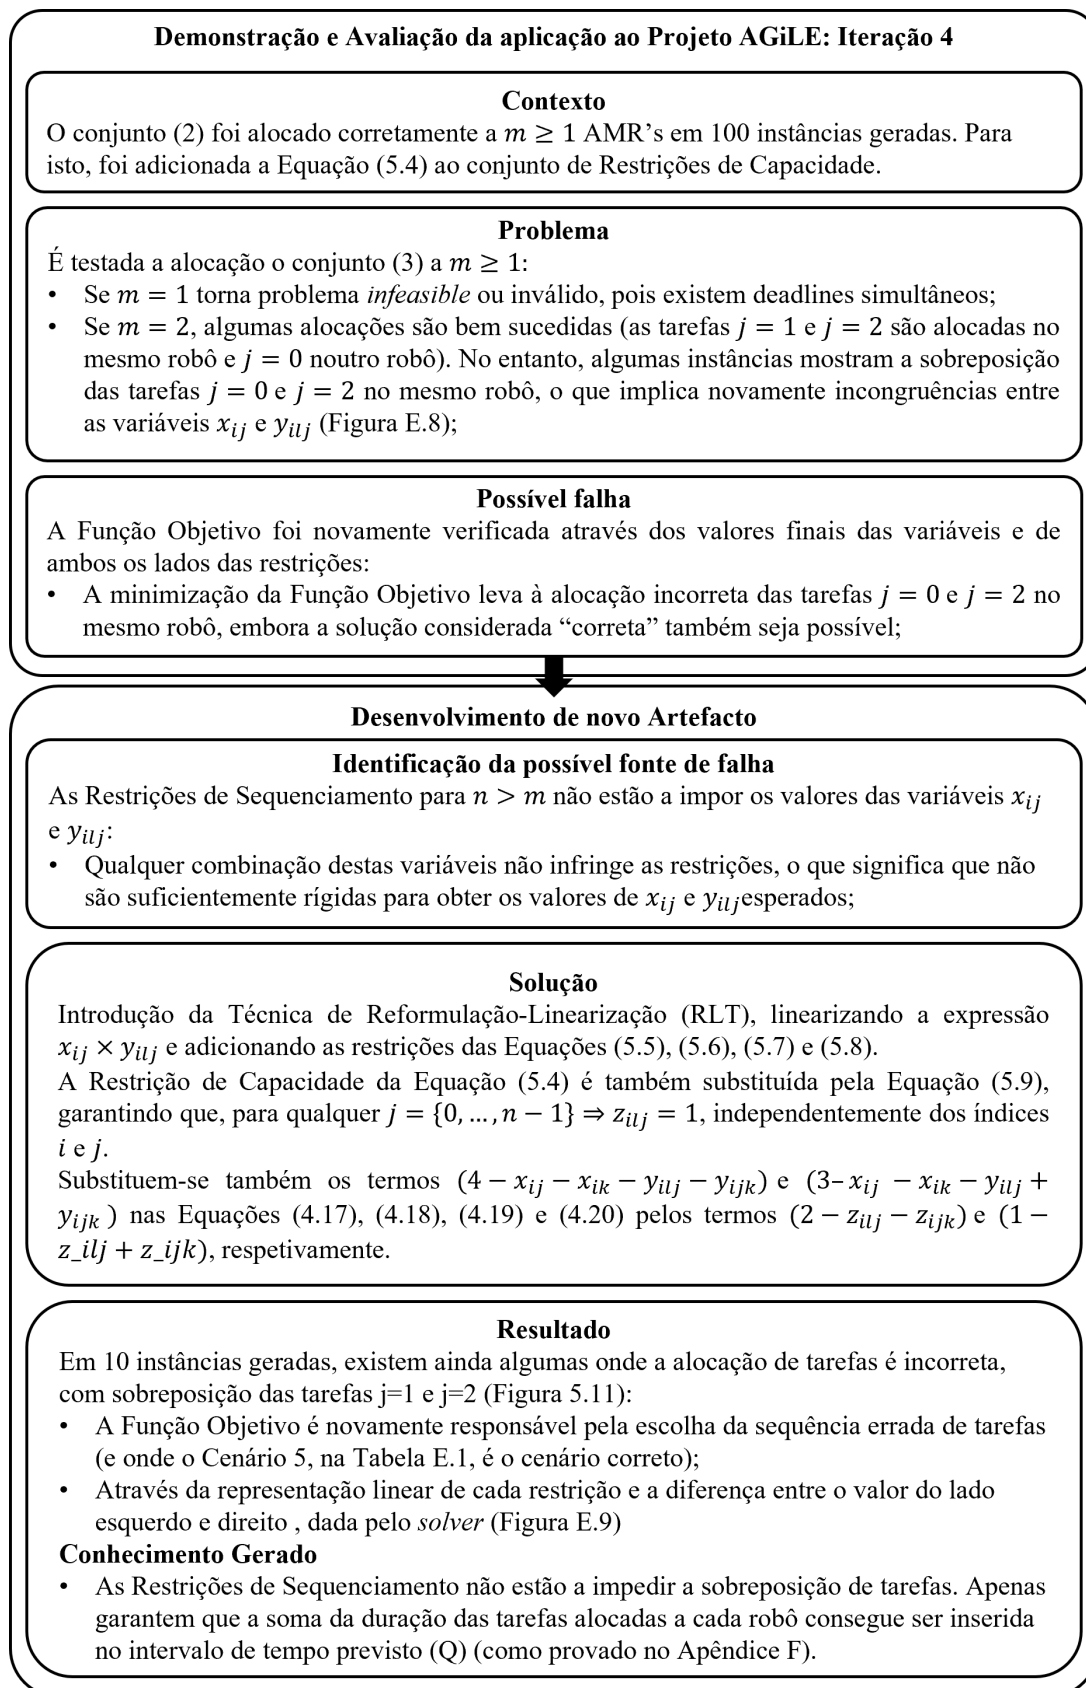 Demonstração e Avaliação da aplicação ao Projeto AGiLE: Iteração 4
Contexto
O conjunto (2) foi alocado corretamente a m ≥ 1 AMR's em 100 instâncias geradas. Para
isto, foi adicionada a Equação (5.4) ao conjunto de Restrições de Capacidade.
Problema
É testada a alocação o conjunto (3) a m ≥ 1:
• Se m = 1 torna problema infeasible ou inválido, pois existem deadlines simultâneos;
• Se m = 2, algumas alocações são bem sucedidas (as tarefas j = 1 e j = 2 são alocadas no
mesmo robô e j = 0 noutro robô). No entanto, algumas instâncias mostram a sobreposição
das tarefas j = 0 e j = 2 no mesmo robô, o que implica novamente incongruências entre
as variáveis x_ij e y_ilj (Figura E.8);
Possível falha
A Função Objetivo foi novamente verificada através dos valores finais das variáveis e de
ambos os lados das restrições:
• A minimização da Função Objetivo leva à alocação incorreta das tarefas j = 0 e j = 2 no
mesmo robô, embora a solução considerada “correta” também seja possível;
Desenvolvimento de novo Artefacto
Identificação da possível fonte de falha
As Restrições de Sequenciamento para n > m não estão a impor os valores das variáveis x_ij
e y_ilj:
• Qualquer combinação destas variáveis não infringe as restrições, o que significa que não
são suficientemente rígidas para obter os valores de x_ij e y_ilj esperados;
Solução
Introdução da Técnica de Reformulação-Linearização (RLT), linearizando a expressão
x_ij × y_ilj e adicionando as restrições das Equações (5.5), (5.6), (5.7) e (5.8).
A Restrição de Capacidade da Equação (5.4) é também substituída pela Equação (5.9),
garantindo que, para qualquer j = {0, ..., n − 1} ⇒ z_ilj = 1, independentemente dos índices
i e j.
Substituem-se também os termos (4 − x_ij − x_ik − y_ilj − y_ijk) e (3− x_ij − x_ik − y_ilj +
y_ijk ) nas Equações (4.17), (4.18), (4.19) e (4.20) pelos termos (2 − z_ilj − z_ijk) e (1 −
z_ilj + z_ijk), respetivamente.
Resultado
Em 10 instâncias geradas, existem ainda algumas onde a alocação de tarefas é incorreta,
com sobreposição das tarefas j=1 e j=2 (Figura 5.11):
• A Função Objetivo é novamente responsável pela escolha da sequência errada de tarefas
(e onde o Cenário 5, na Tabela E.1, é o cenário correto);
• Através da representação linear de cada restrição e a diferença entre o valor do lado
esquerdo e direito , dada pelo solver (Figura E.9)
Conhecimento Gerado
• As Restrições de Sequenciamento não estão a impedir a sobreposição de tarefas. Apenas
garantem que a soma da duração das tarefas alocadas a cada robô consegue ser inserida
no intervalo de tempo previsto (Q) (como provado no Apêndice F).